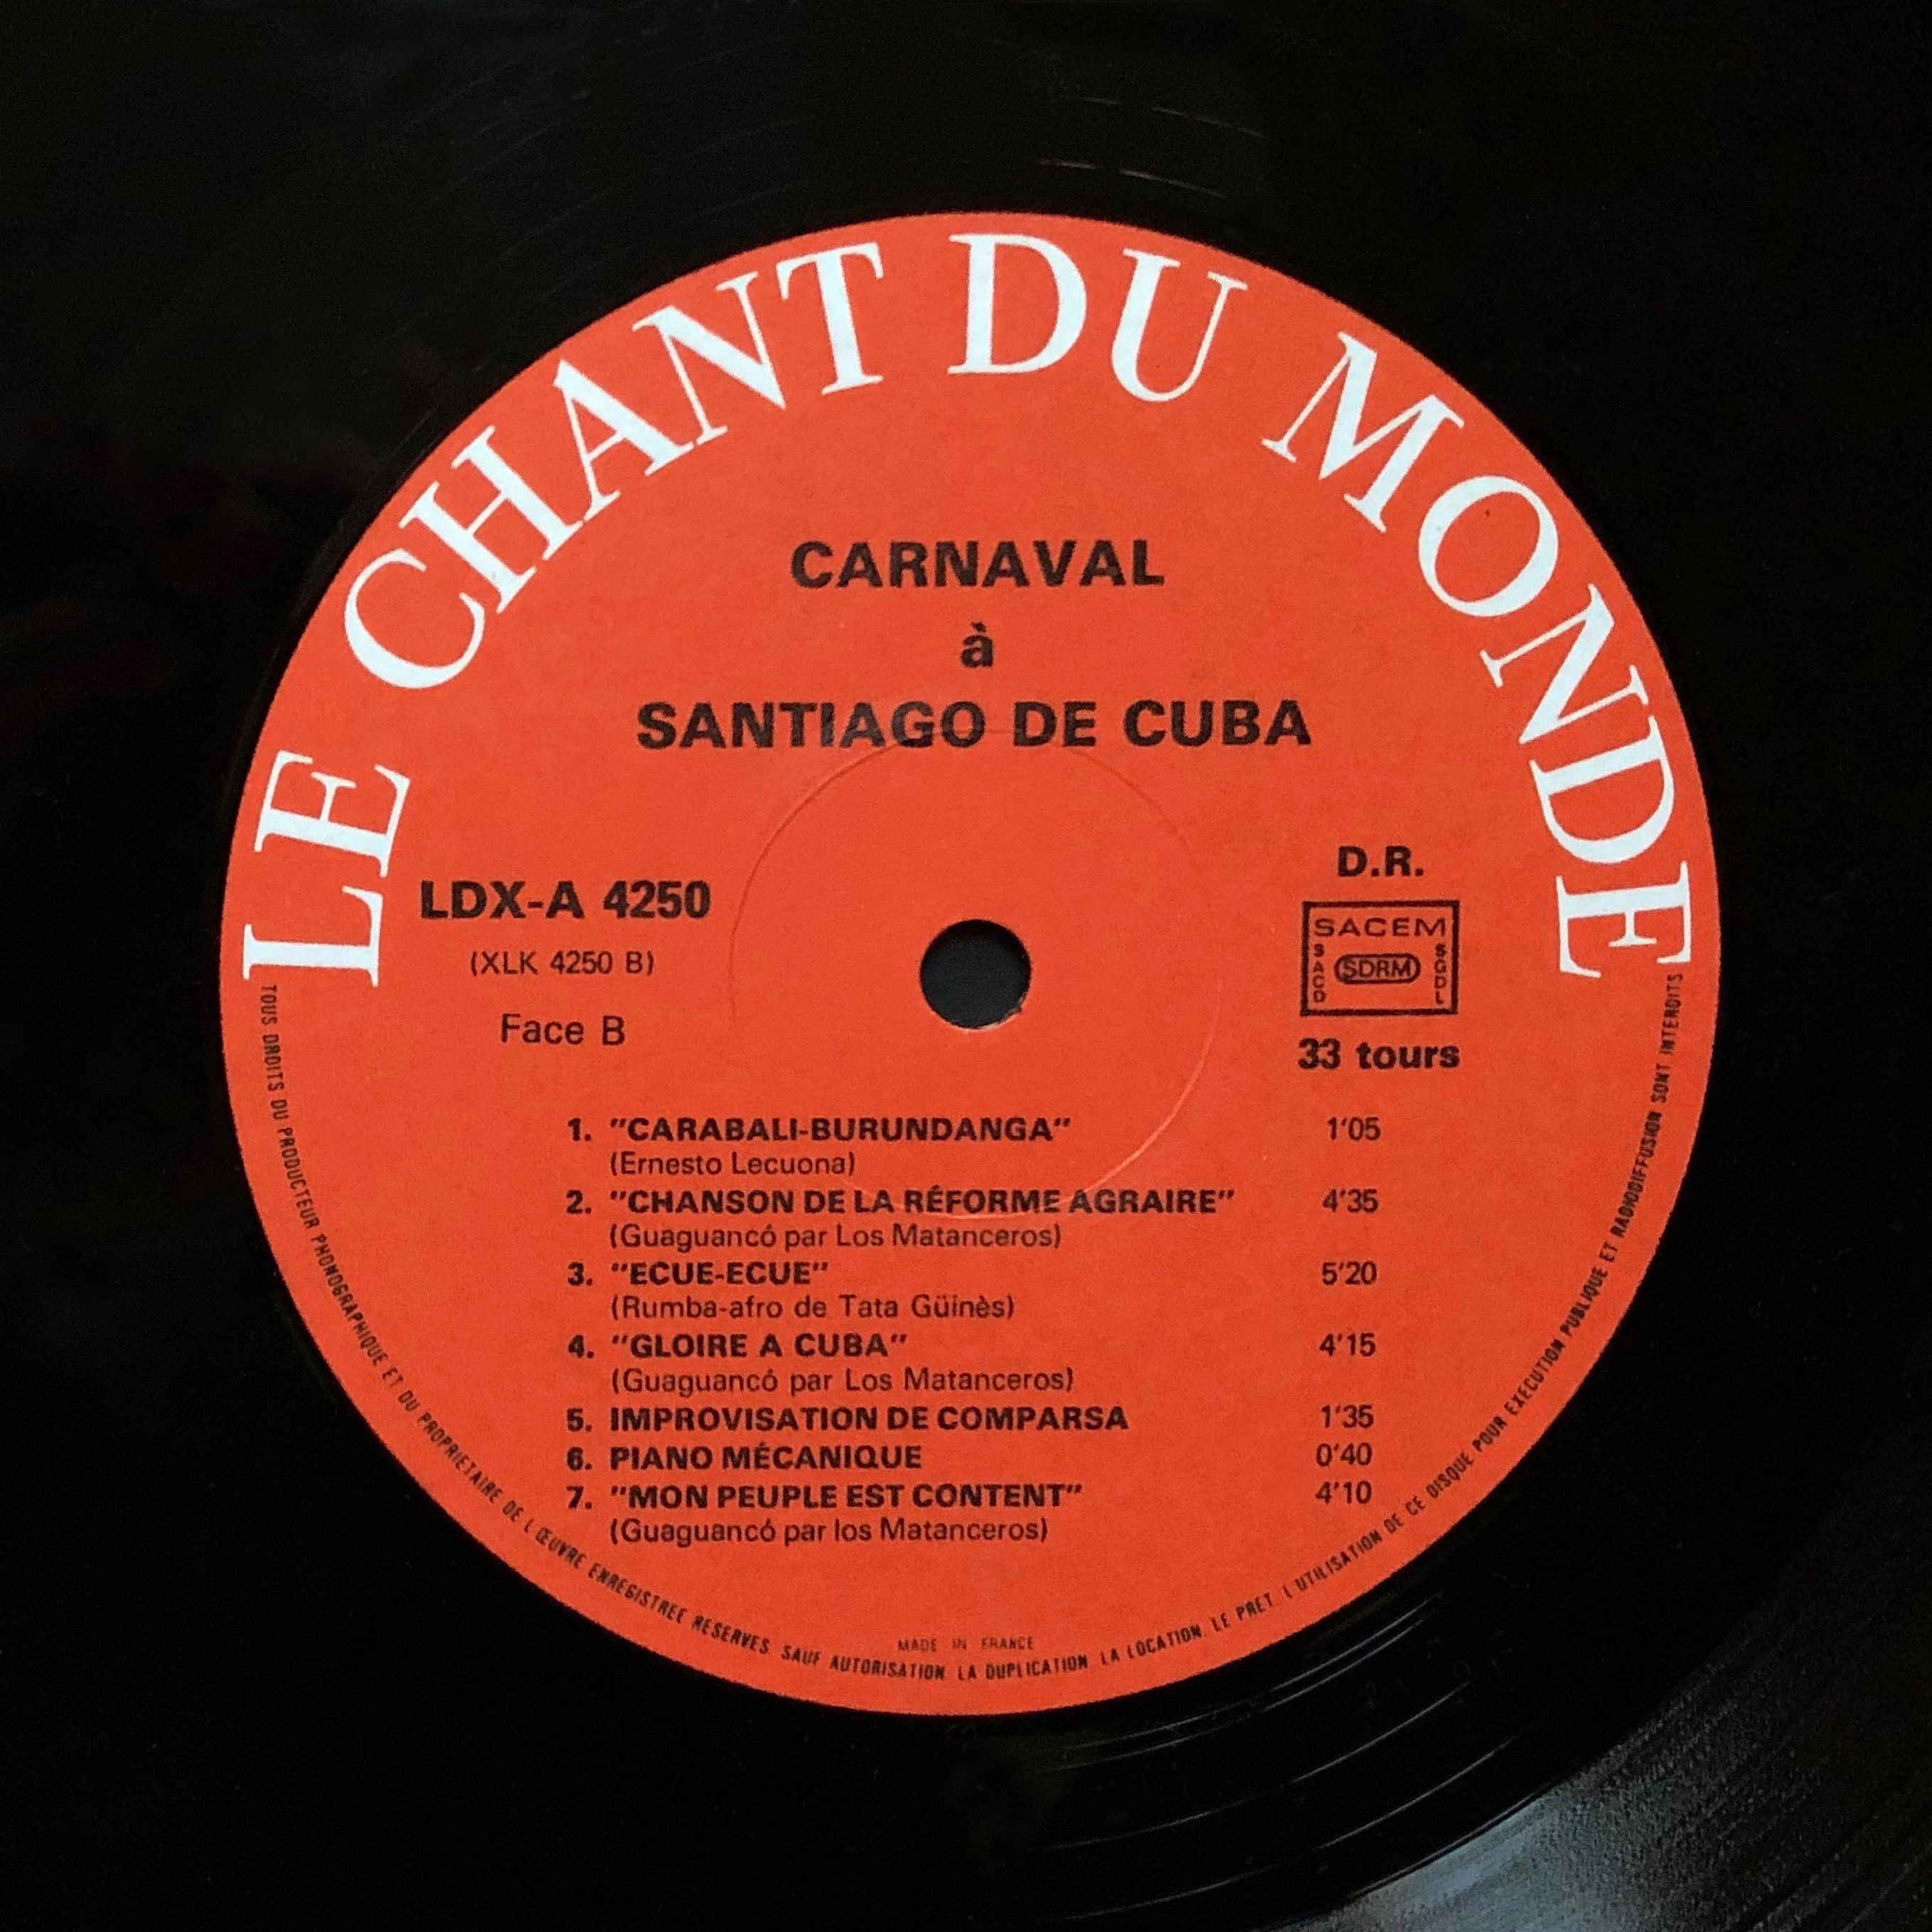 LE CHANT DU MONDE
CARNAVAL
à
SANTIAGO DE CUBA
LDX-A 4250
(XLK 4250 B)
Face B
D.R.
SACEM
SACD
SDRM
SGDL
33 tours
1. "CARABALI-BURUNDANGA" 1'05
(Ernesto Lecuona)
2. "CHANSON DE LA RÉFORME AGRAIRE" 4'35
(Guaguancó par Los Matanceros)
3. "ECUE-ECUE" 5'20
(Rumba-afro de Tata Güinès)
4. "GLOIRE A CUBA" 4'15
(Guaguancó par Los Matanceros)
5. IMPROVISATION DE COMPARSA 1'35
6. PIANO MÉCANIQUE 0'40
7. "MON PEUPLE EST CONTENT" 4'10
(Guaguancó par los Matanceros)
MADE IN FRANCE
TOUS DROITS DU PRODUCTEUR PHONOGRAPHIQUE ET DU PROPRIETAIRE DE L'ŒUVRE ENREGISTREE RESERVES. SAUF AUTORISATION LA DUPLICATION LA LOCATION LE PRET L'UTILISATION DE CE DISQUE POUR EXECUTION PUBLIQUE ET RADIODIFFUSION SONT INTERDITS